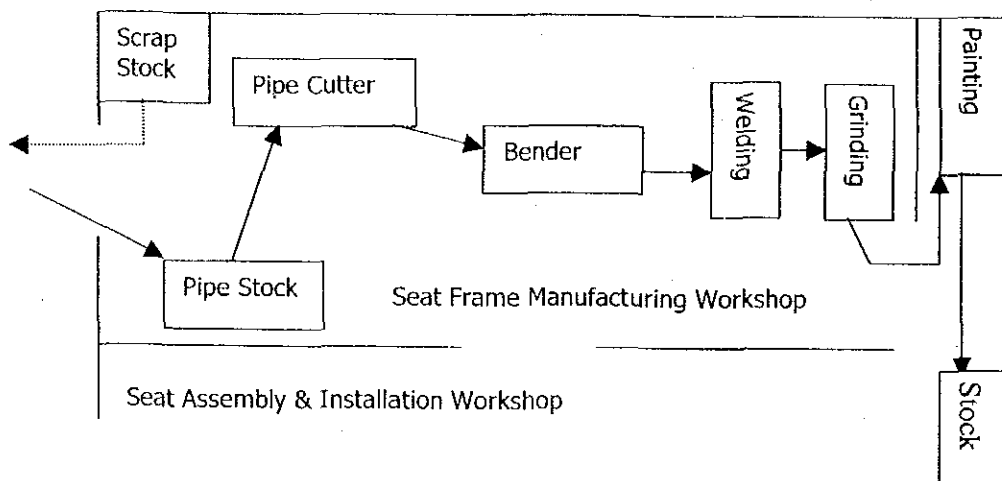 Scrap
Stock
Pipe Cutter
Bender
Welding
Grinding
Painting
Pipe Stock
Seat Frame Manufacturing Workshop
Seat Assembly & Installation Workshop
Stock